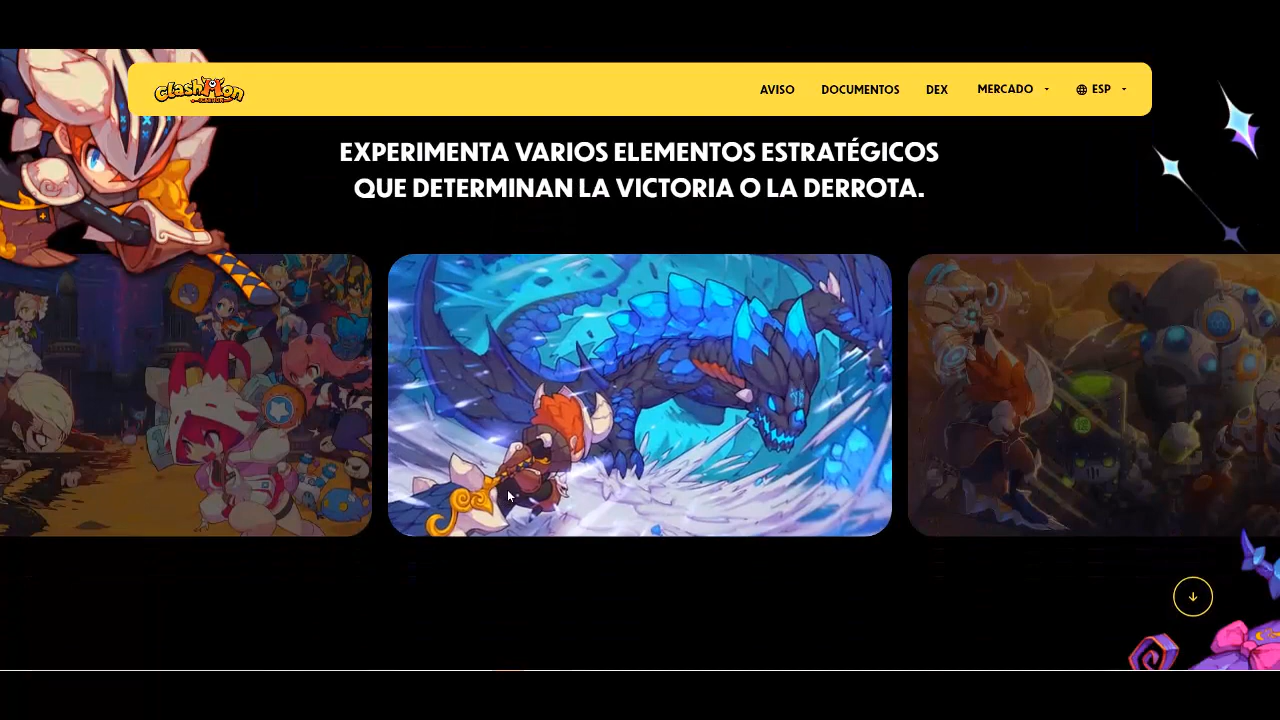 ClashMon
AVISO DOCUMENTOS DEX MERCADO ESP
EXPERIMENTA VARIOS ELEMENTOS ESTRATÉGICOS
QUE DETERMINAN LA VICTORIA O LA DERROTA.